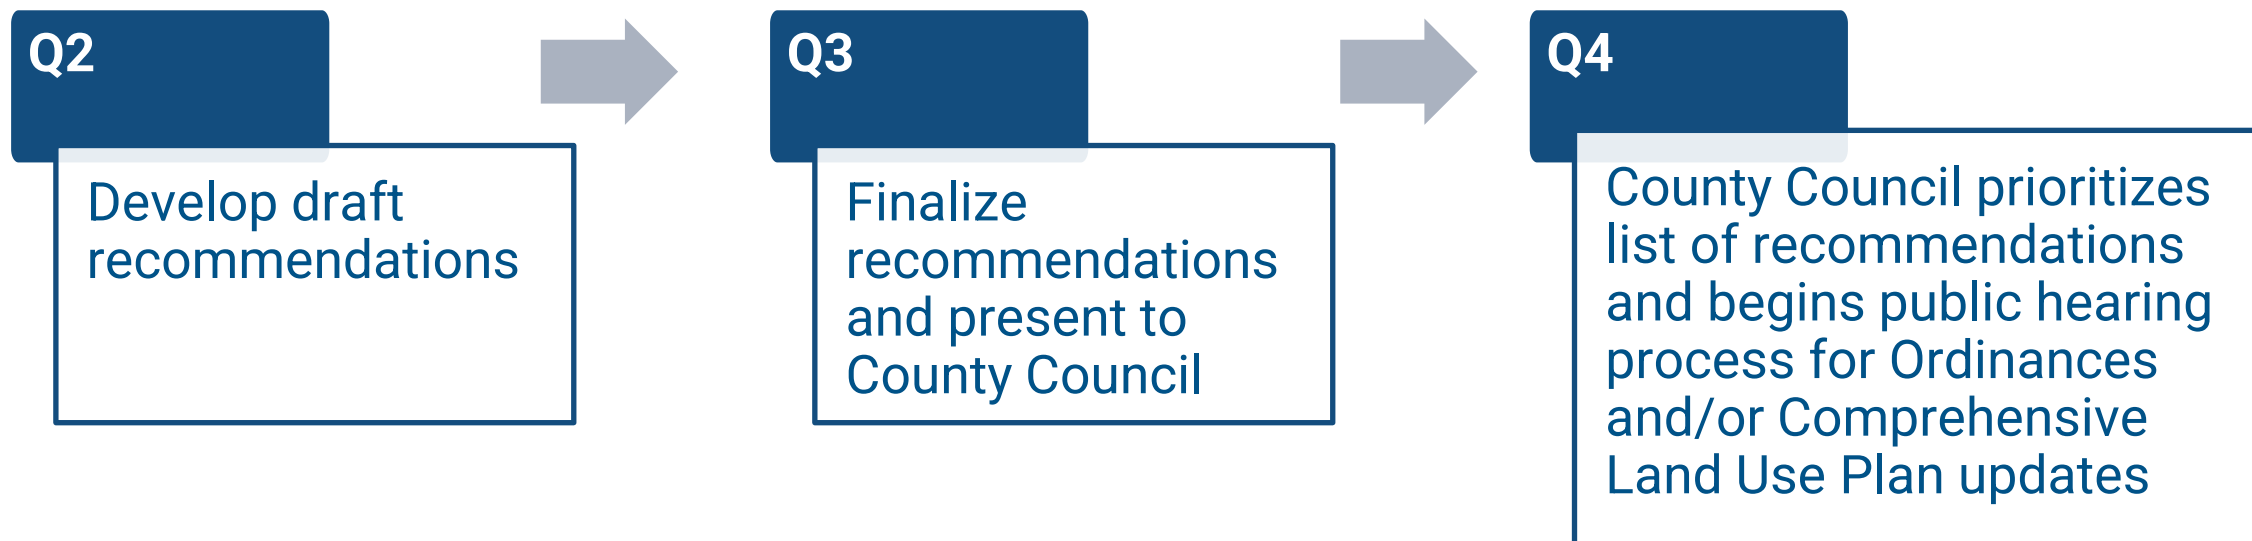 Q2
Develop draft
recommendations
Q3
Finalize
recommendations
and present to
County Council
Q4
County Council prioritizes
list of recommendations
and begins public hearing
process for Ordinances
and/or Comprehensive
Land Use Plan updates